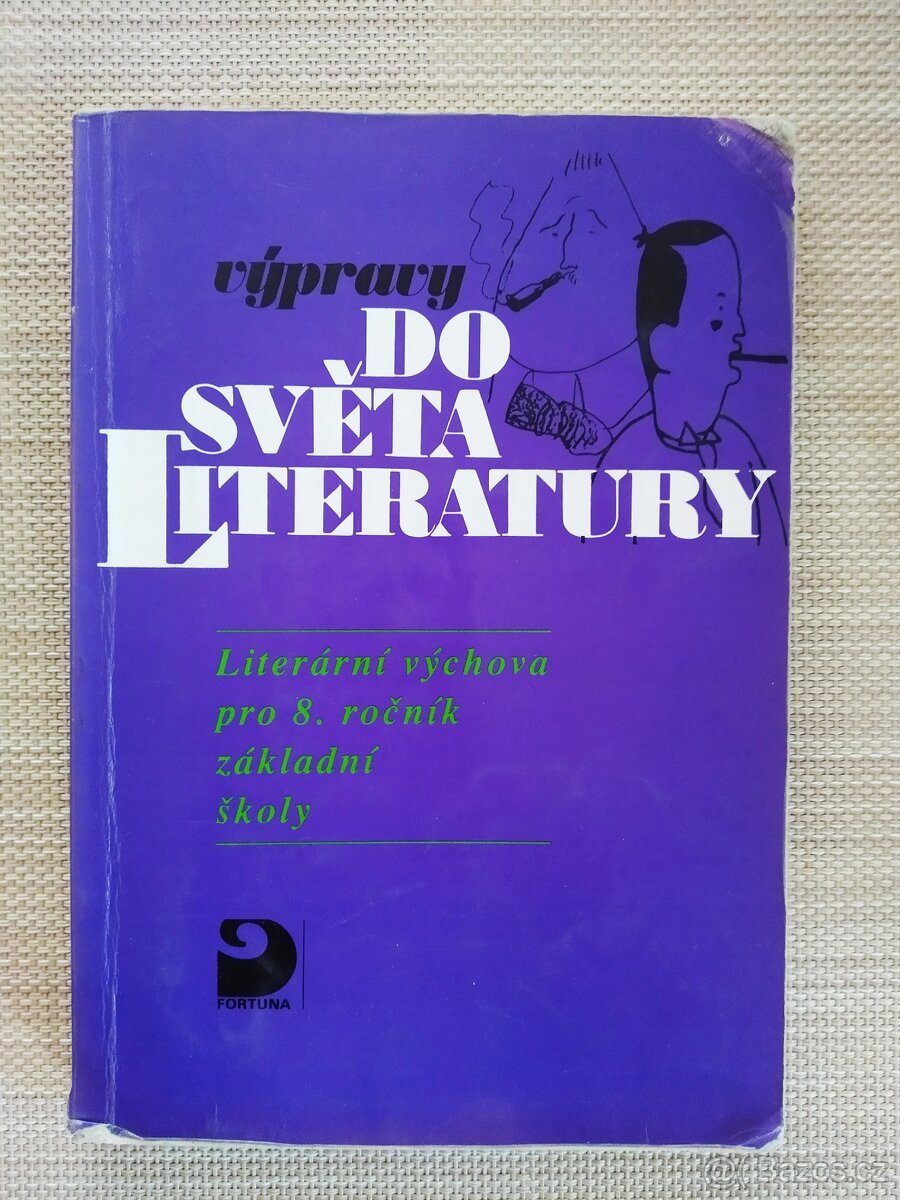 výpravy
DO
SVĚTA
LITERATURY
Literární výchova
pro 8. ročník
základní
školy
FORTUNA
Bazos.cz